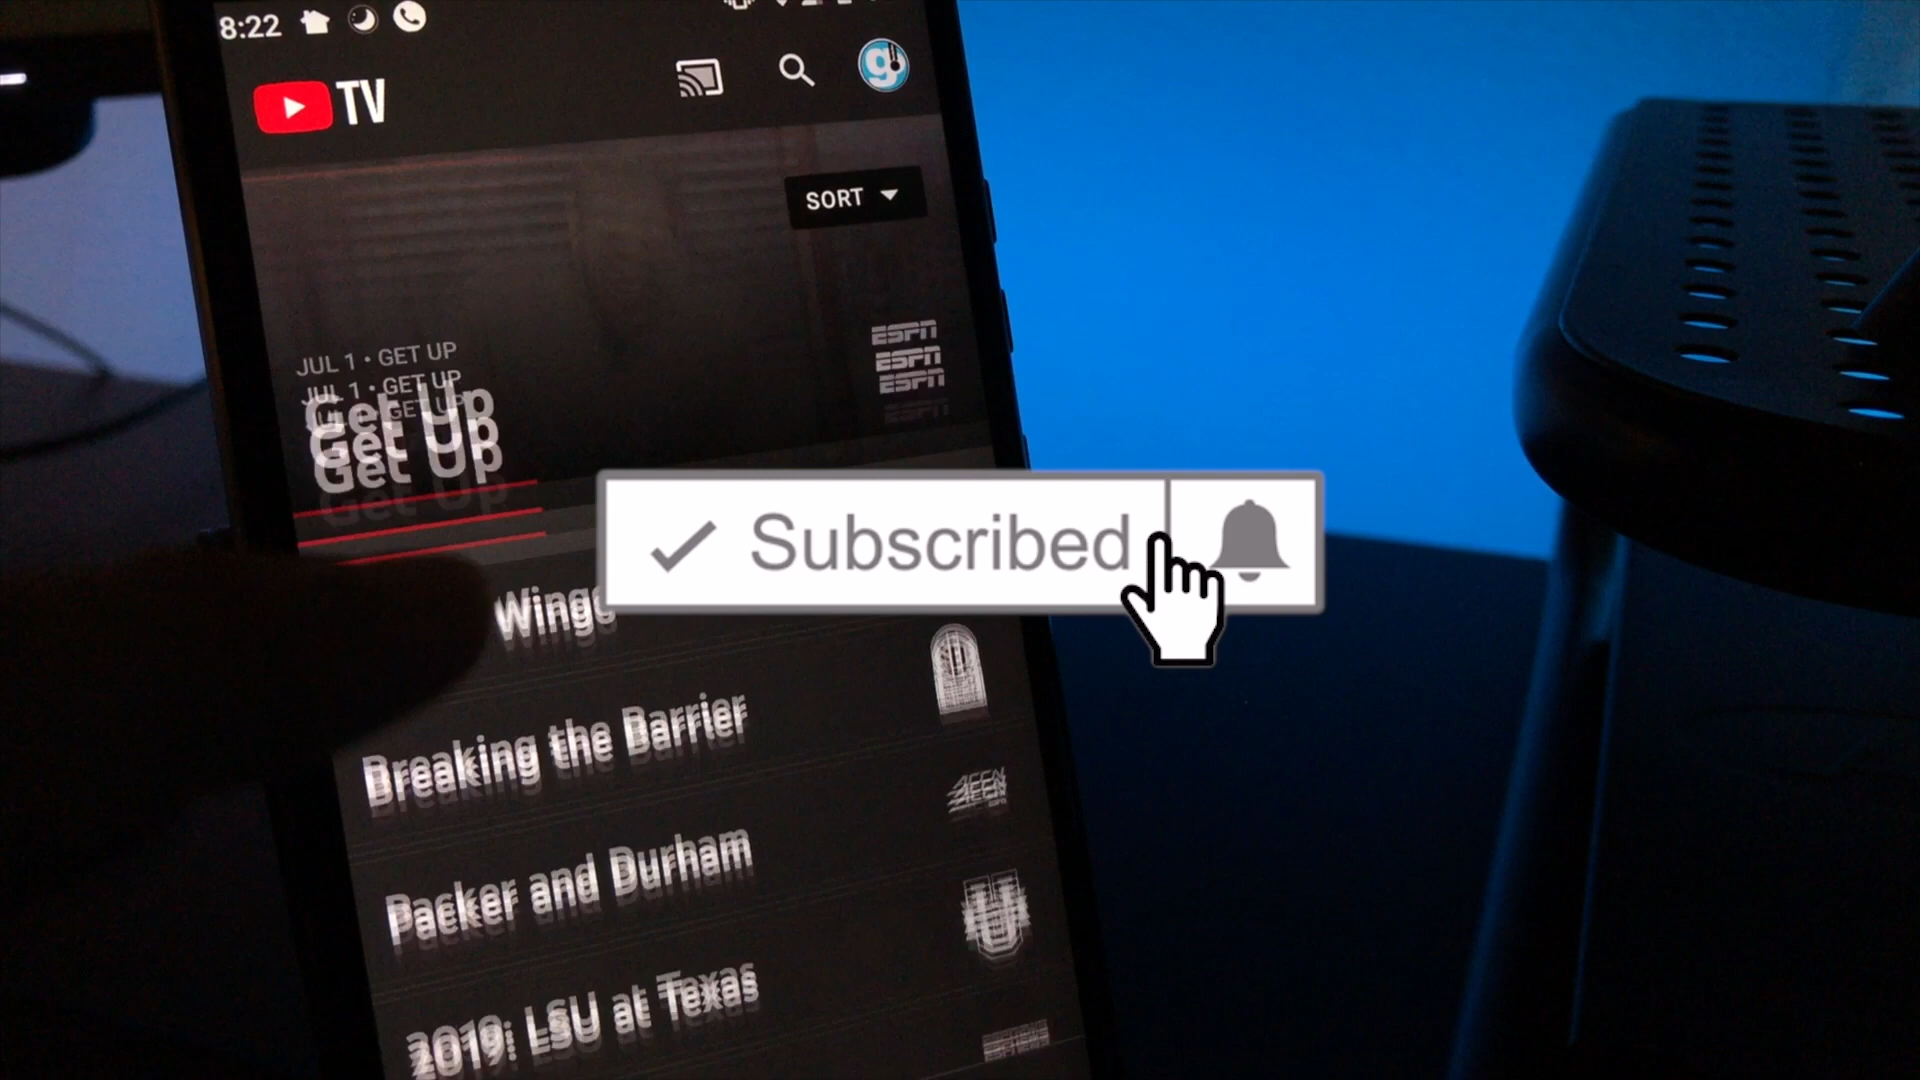 8:22
TV
SORT
JUL 1 • GET UP
ESPN
Get Up
Subscribed
Breaking the Barrier
ACCN
Packer and Durham
2019: LSU at Texas